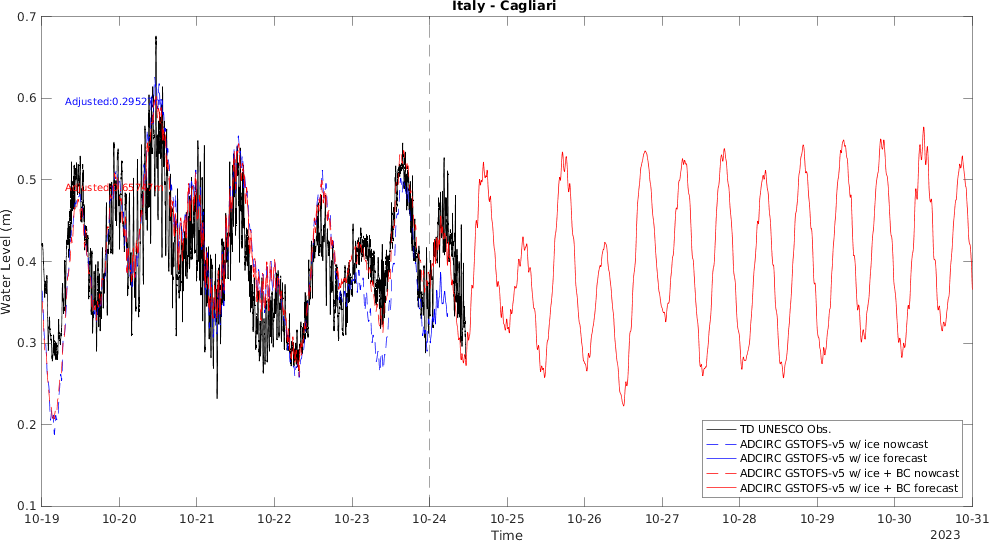 Italy - Cagliari
Water Level (m)
0.7
0.6
0.5
0.4
0.3
0.2
0.1
Adjusted:0.2952
10-19
10-20
10-21
10-22
10-23
10-24
10-25
10-26
10-27
10-28
10-29
10-30
10-31
Time
2023
TD UNESCO Obs.
ADCIRC GSTOFS-v5 w/ ice nowcast
ADCIRC GSTOFS-v5 w/ ice forecast
ADCIRC GSTOFS-v5 w/ ice + BC nowcast
ADCIRC GSTOFS-v5 w/ ice + BC forecast